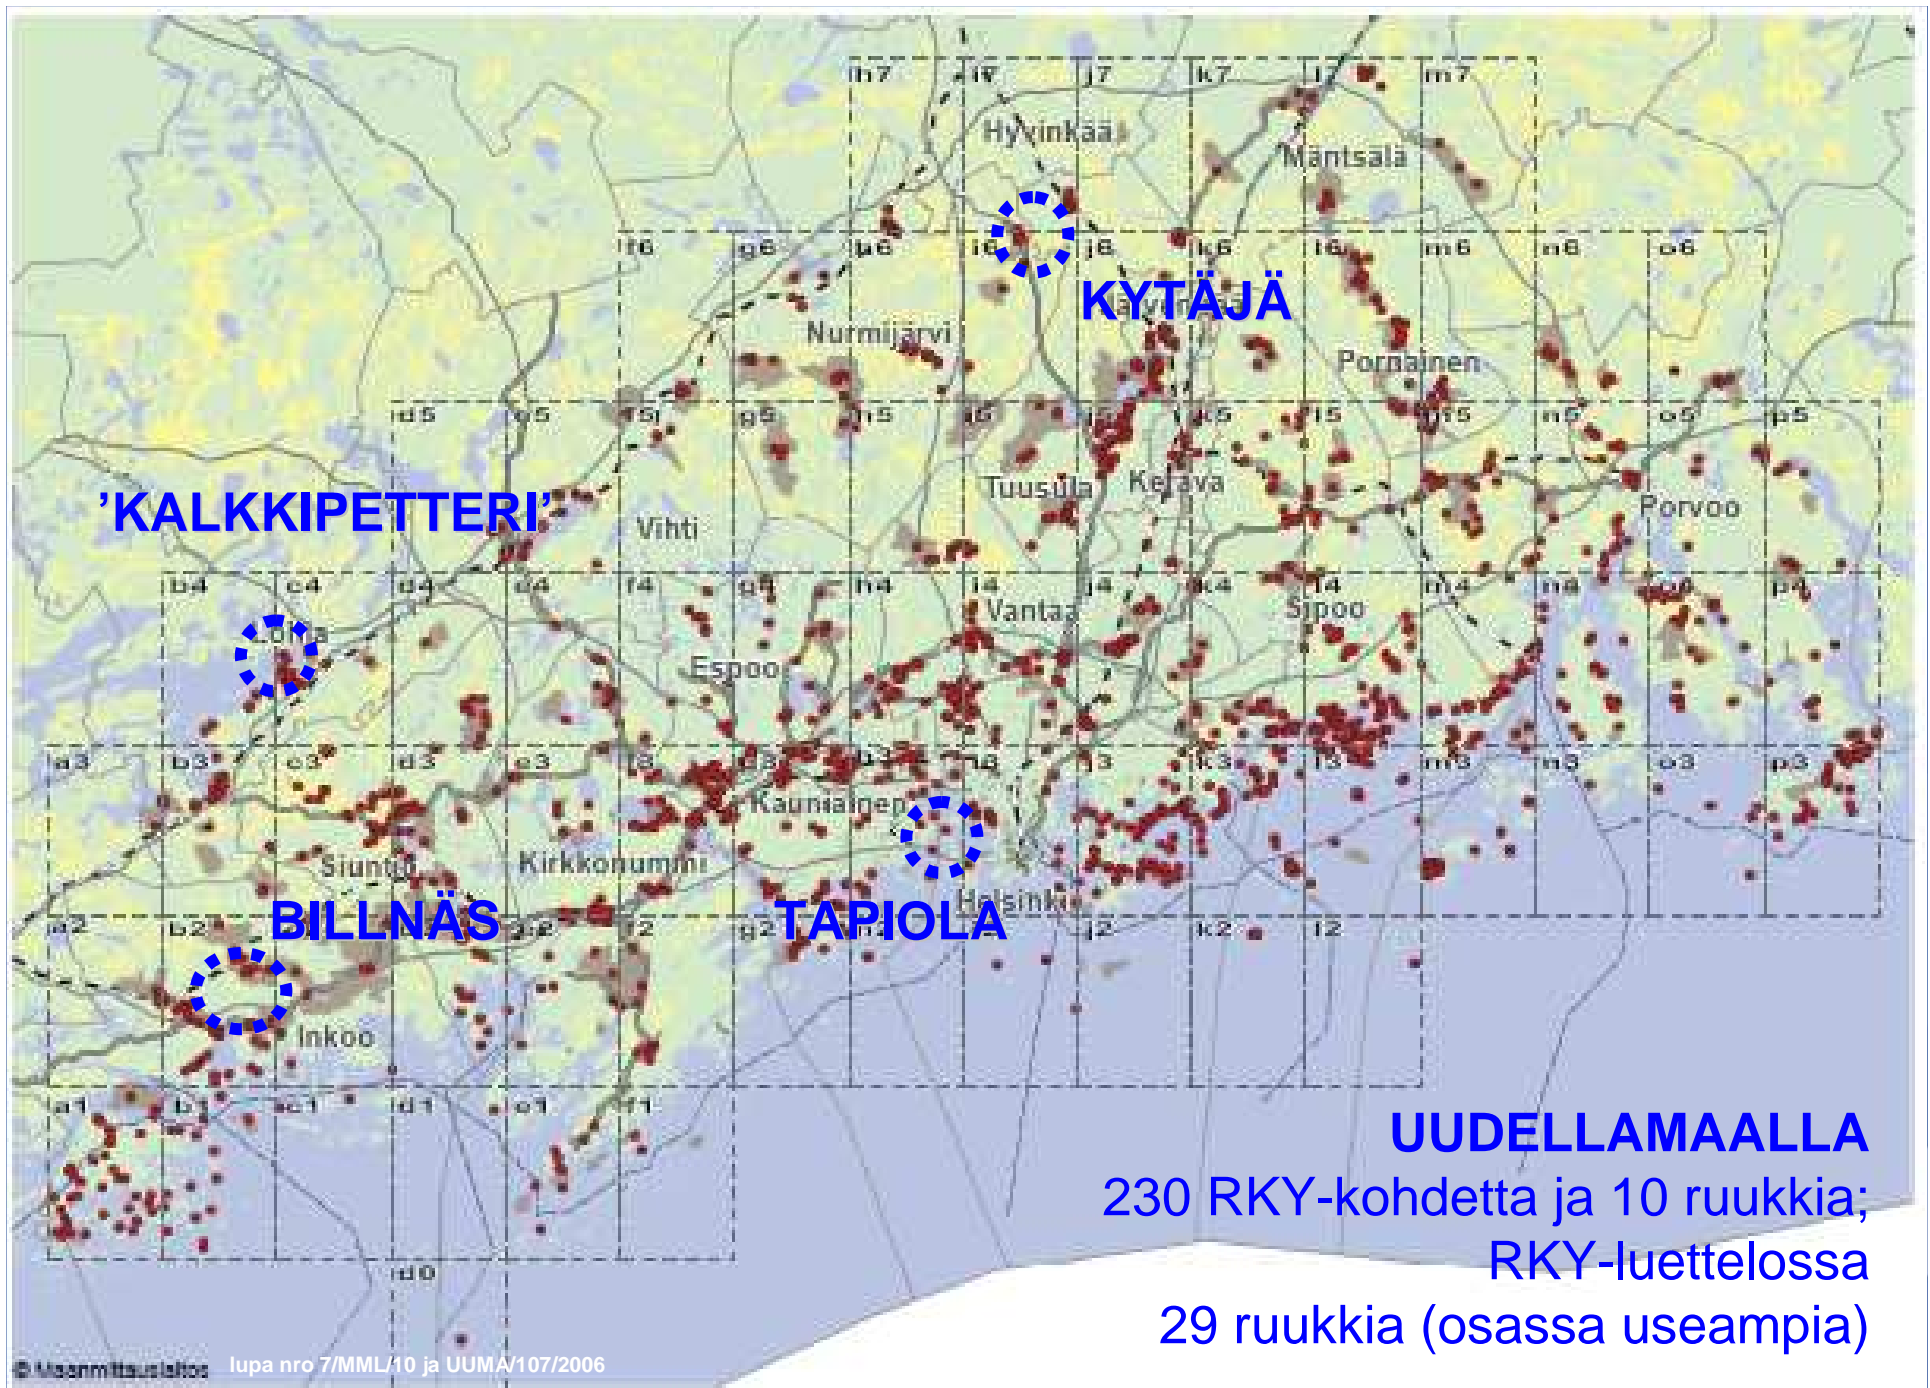 h7 i7 j7 k7 l7 m7
Hyvinkää
Mäntsälä
f6 g6 h6 i6 j6 k6 l6 m6 n6 o6
KYTÄJÄ
Nurmijärvi
Pornainen
d5 e5 f5 g5 h5 i5 j5 k5 l5 m5 n5 o5 p5
Tuusula
Kerava
’KALKKIPETTERI’
Vihti
Porvoo
b4 c4 d4 e4 f4 g4 h4 i4 j4 k4 l4 m4 n4 o4 p4
Vantaa
Sipoo
Lohja
Espoo
a3 b3 c3 d3 e3 f3 g3 h3 i3 j3 k3 l3 m3 n3 o3 p3
Kauniainen
Siuntio
Kirkkonummi
Helsinki
BILLNÄS
TAPIOLA
a2 b2 e2 f2 g2 h2 j2 k2 l2
Inkoo
a1 b1 c1 d1 e1 f1
UUDELLAMAALLA
230 RKY-kohdetta ja 10 ruukkia;
RKY-luettelossa
d0
29 ruukkia (osassa useampia)
© Maanmittauslaitos lupa nro 7/MML/10 ja UUMA/107/2006